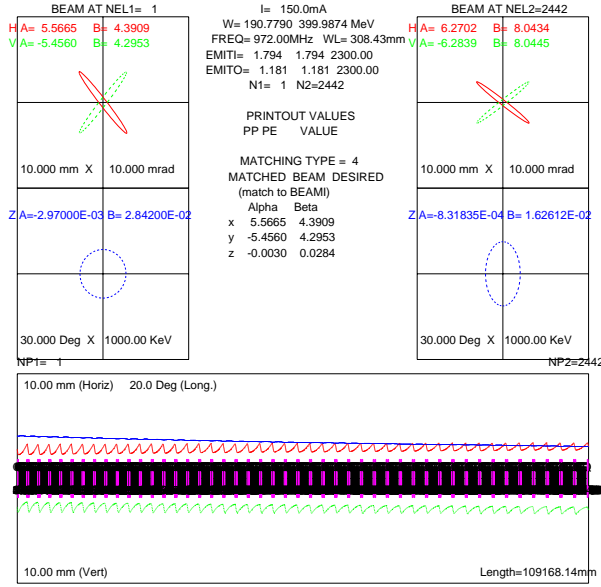 BEAM AT NEL1= 1
H A= 5.5665 B= 4.3909
V A= -5.4560 B= 4.2953
10.000 mm X 10.000 mrad
Z A=-2.97000E-03 B= 2.84200E-02
30.000 Deg X 1000.00 KeV
NP1= 1
I= 150.0mA
W= 190.7790 399.9874 MeV
FREQ= 972.00MHz WL= 308.43mm
EMITI= 1.794 1.794 2300.00
EMITO= 1.181 1.181 2300.00
N1= 1 N2=2442
PRINTOUT VALUES
PP PE VALUE
MATCHING TYPE = 4
MATCHED BEAM DESIRED
(match to BEAMI)
Alpha Beta
x 5.5665 4.3909
y -5.4560 4.2953
z -0.0030 0.0284
BEAM AT NEL2=2442
H A= 6.2702 B= 8.0434
V A= -6.2839 B= 8.0445
10.000 mm X 10.000 mrad
Z A=-8.31835E-04 B= 1.62612E-02
30.000 Deg X 1000.00 KeV
NP2=2442
10.00 mm (Horiz) 20.0 Deg (Long.)
10.00 mm (Vert)
Length=109168.14mm